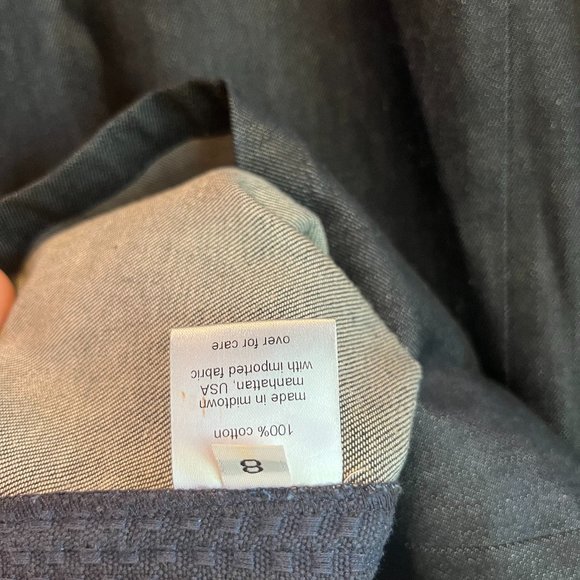 8
100% cotton
made in midtown
manhattan, USA
with imported fabric
over for care